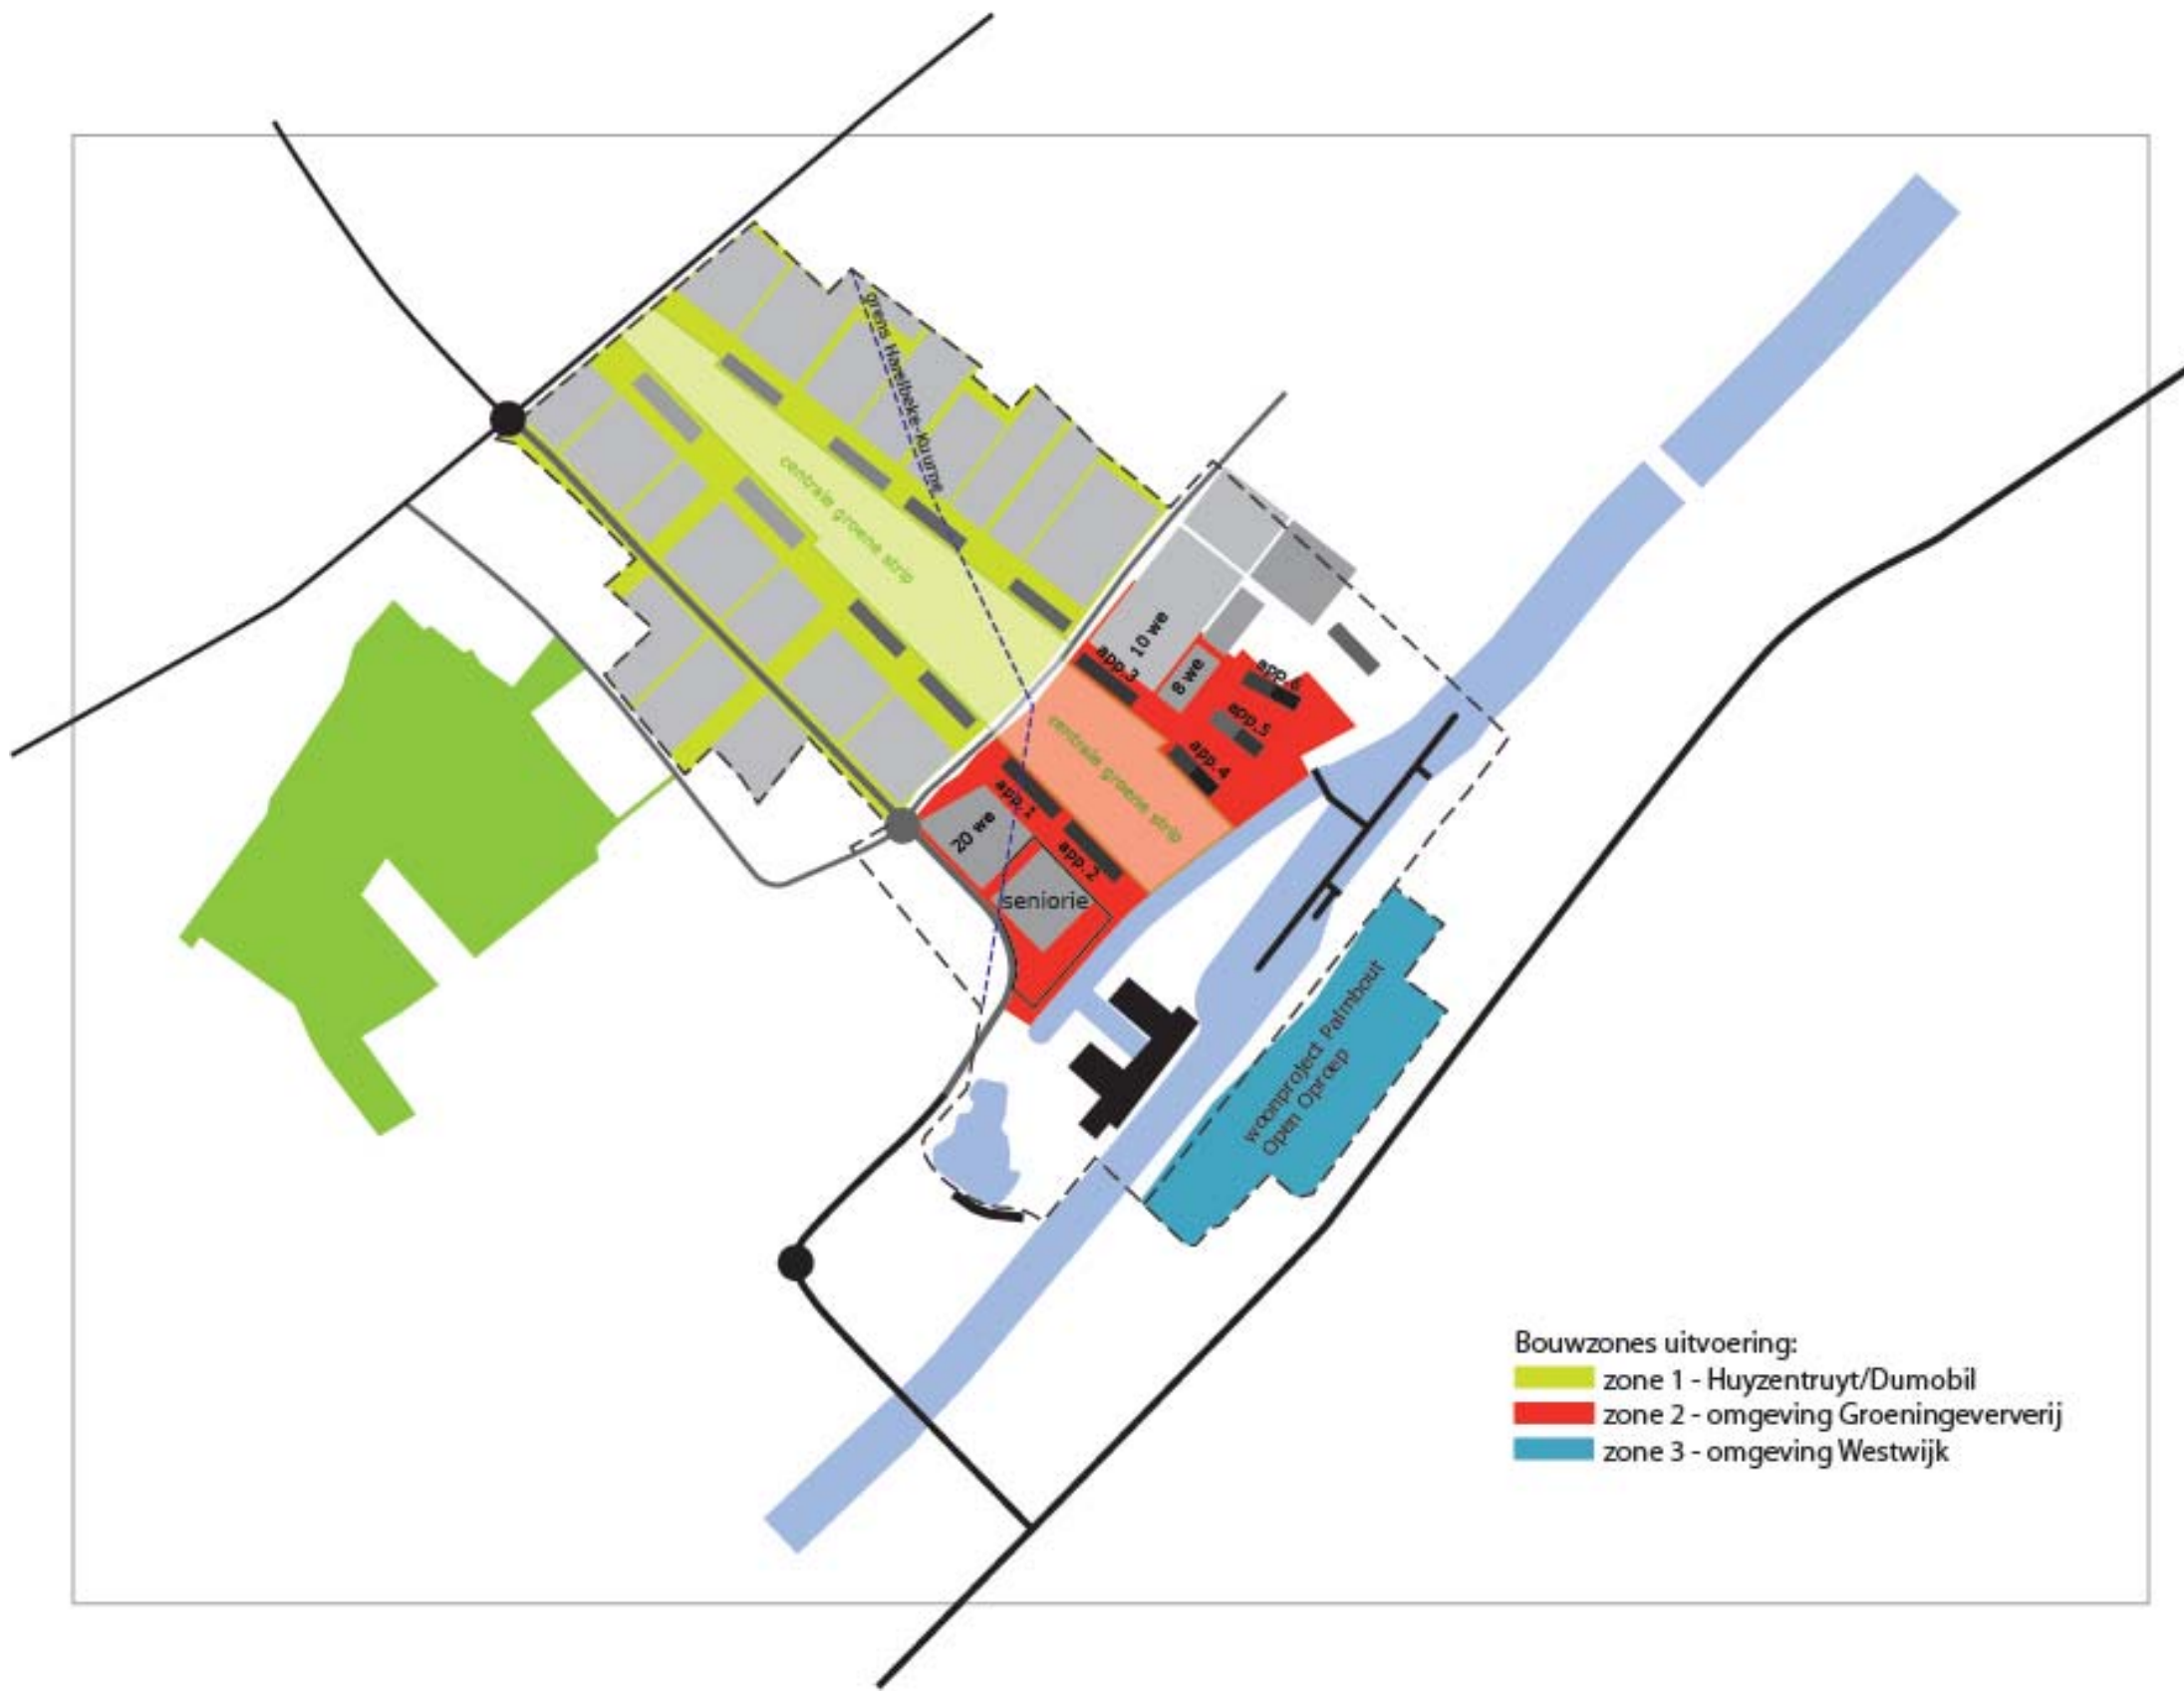 grens Harelbeke-Kuurne
centrale groene strip
10 we
app.3
8 we
app.6
app.5
app.4
centrale groene strip
app.1
20 we
app.2
seniorie
woonproject Palmbout
Open Oproep
Bouwzones uitvoering:
zone 1 - Huyzentruyt/Dumobil
zone 2 - omgeving Groeningeververij
zone 3 - omgeving Westwijk